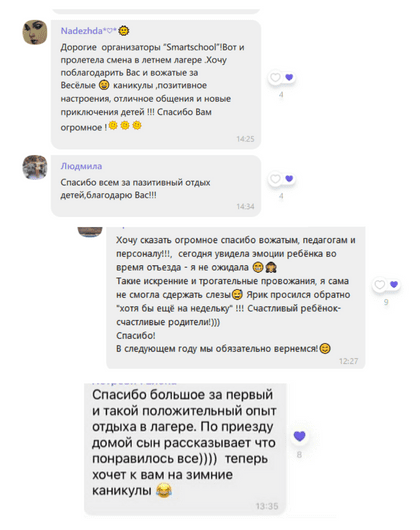 Nadezhda*♡*
Дорогие организаторы "Smartschool"!Вот и
пролетела смена в летнем лагере .Хочу
поблагодарить Вас и вожатые за
Весёлые 😀 каникулы ,позитивное
настроения, отличное общения и новые
приключения детей !!! Спасибо Вам
огромное !😊😊😊
14:25
4
Людмила
Спасибо всем за пазитивный отдых
детей,благодарю Вас!!!
14:34
4
Хочу сказать огромное спасибо вожатым, педагогам и
персоналу!!!, сегодня увидела эмоции ребёнка во
время отъезда - я не ожидала 😁🤷‍♀️
Такие искренние и трогательные провожания, я сама
не смогла сдержать слезы😅 Ярик просился обратно
"хотя бы ещё на недельку" !!! Счастливый ребёнок-
счастливые родители!)))
Спасибо!
В следующем году мы обязательно вернемся!😊
12:27
9
Спасибо большое за первый
и такой положительный опыт
отдыха в лагере. По приезду
домой сын рассказывает что
понравилось все)))) теперь
хочет к вам на зимние
каникулы 😂
13:35
8